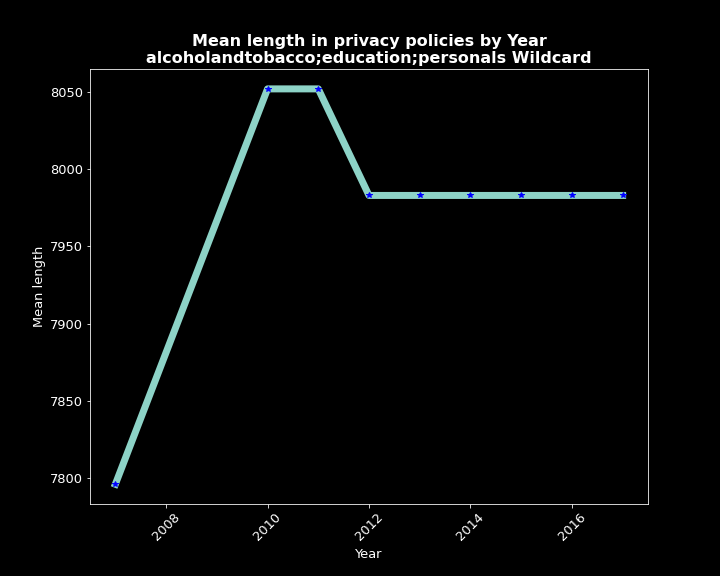 Mean length in privacy policies by Year
alcoholandtobacco;education;personals Wildcard
8050
8000
7950
7900
7850
7800
Mean length
2008
2010
2012
2014
2016
Year